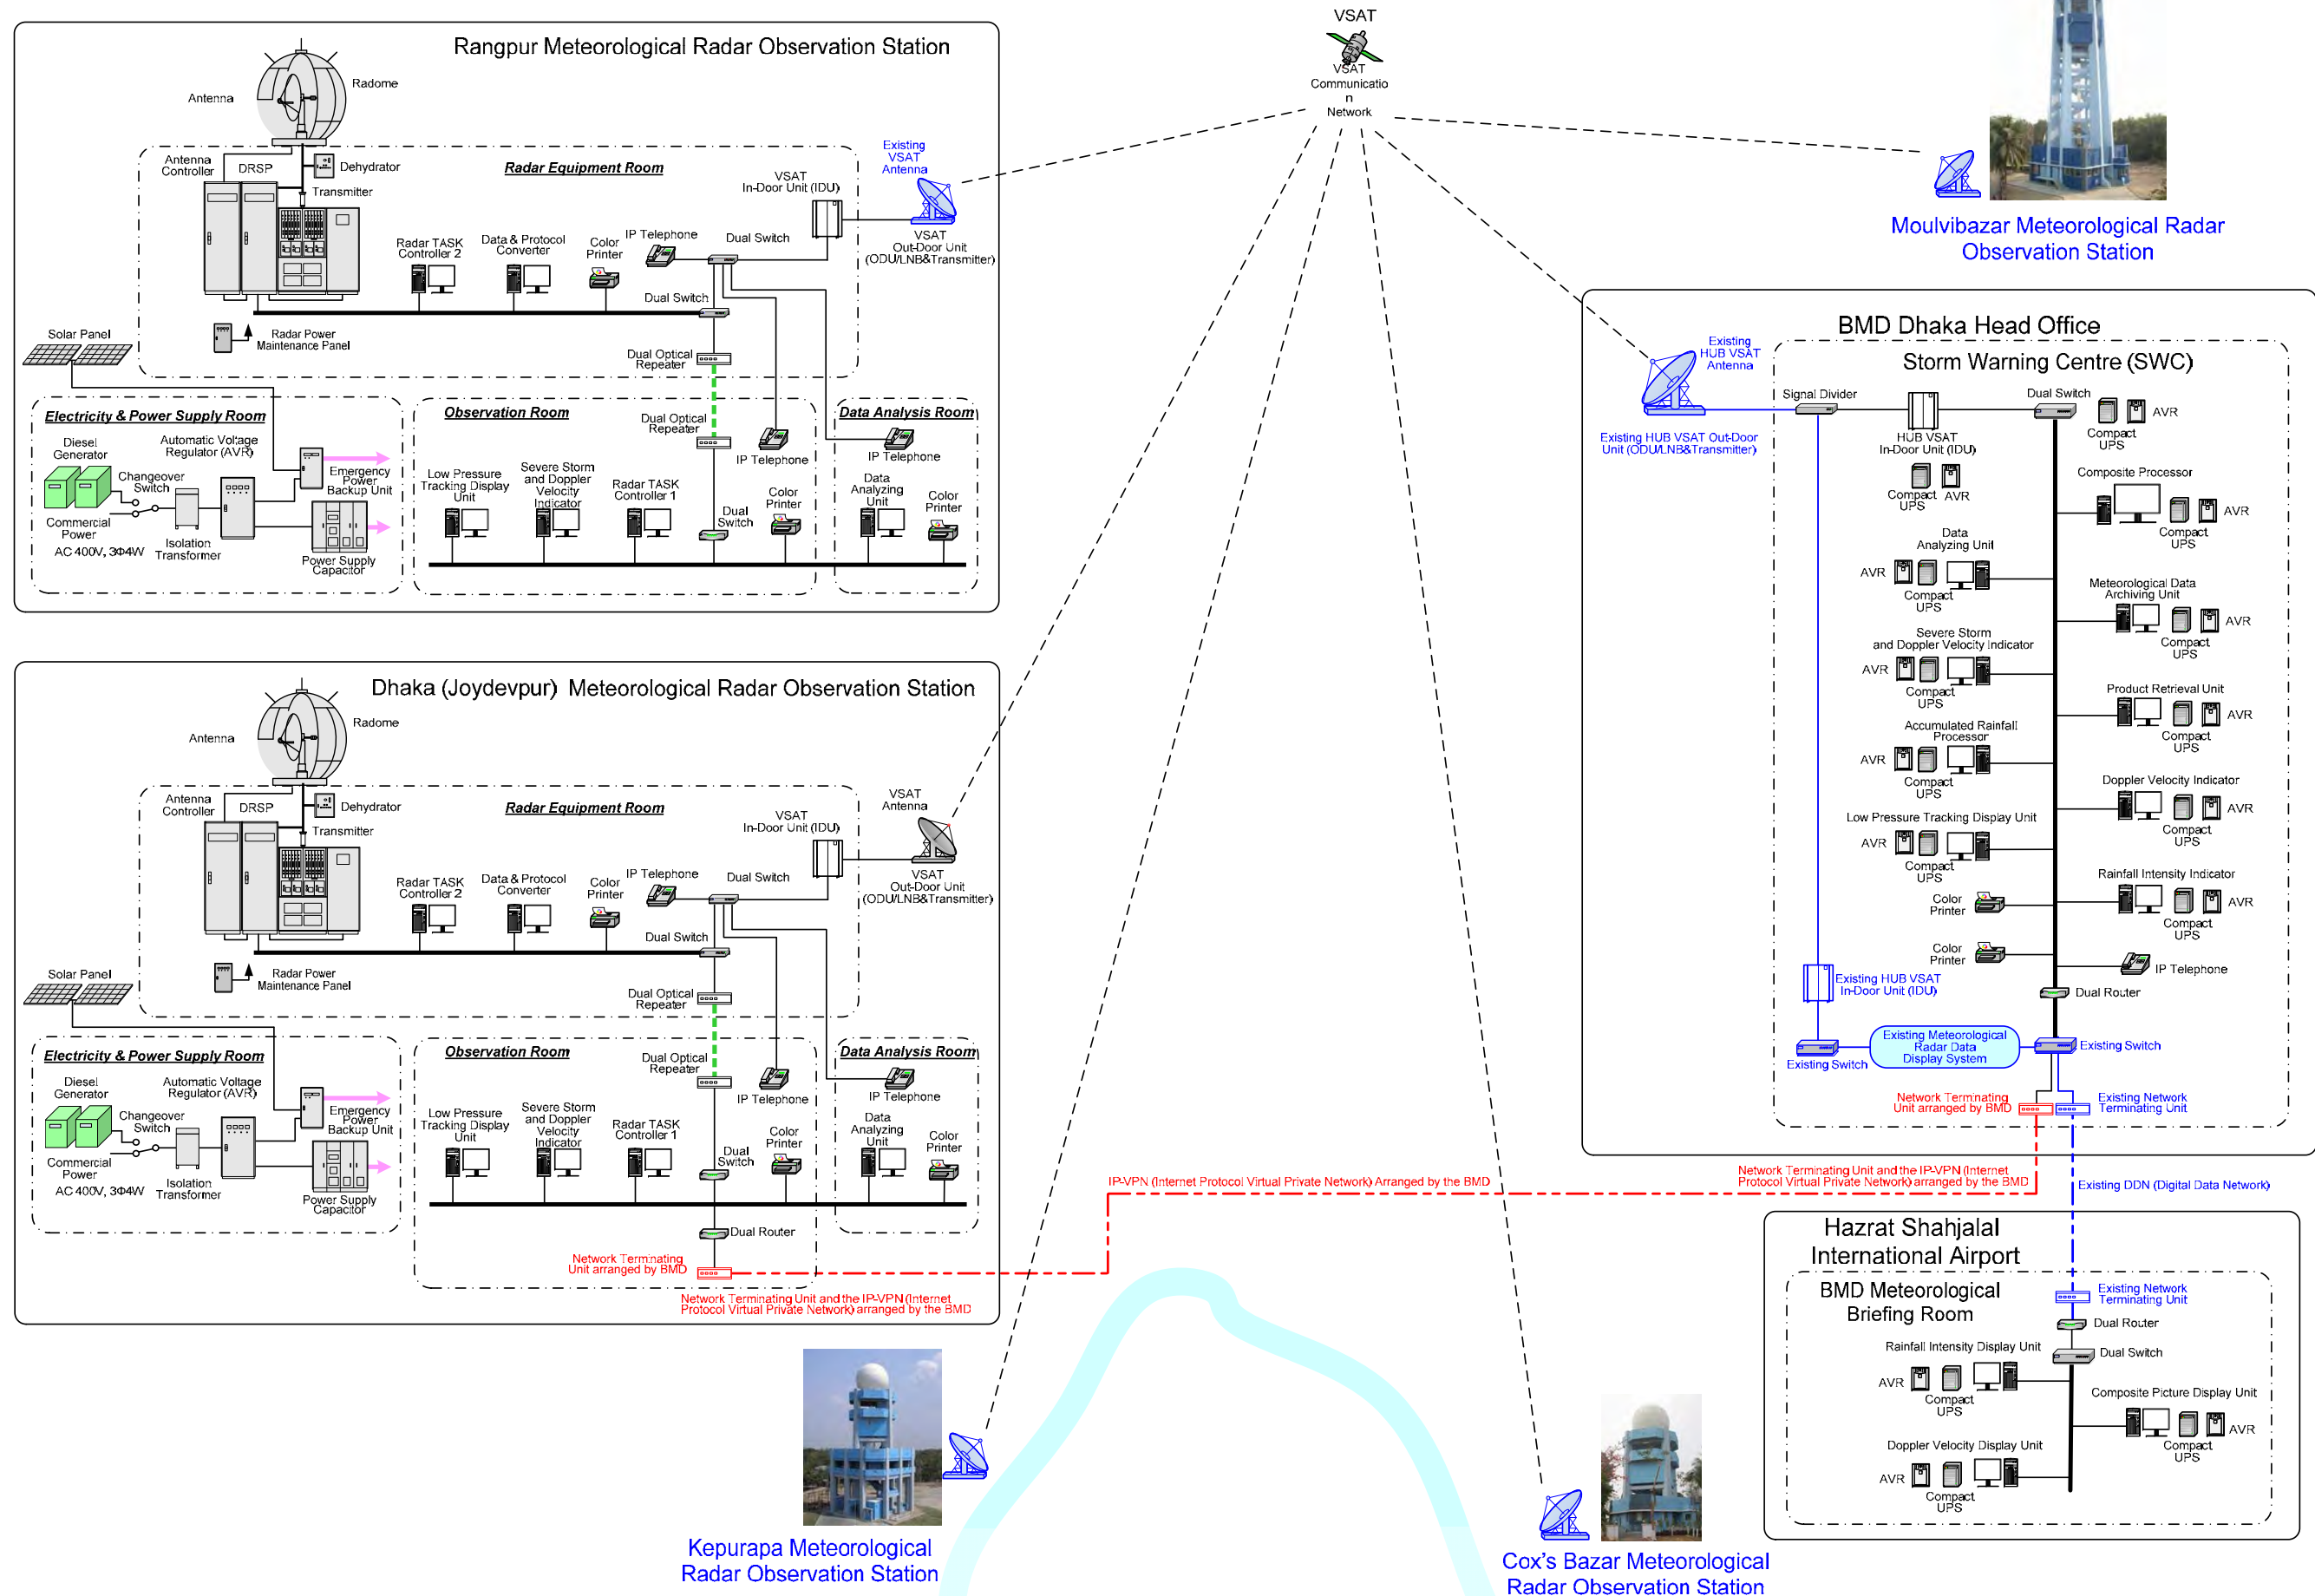 VSAT
VSAT
Communicatio
n
Network
Rangpur Meteorological Radar Observation Station
Antenna
Radome
Antenna
Controller
DRSP
Dehydrator
Transmitter
Radar Equipment Room
Existing
VSAT
Antenna
VSAT
In-Door Unit (IDU)
VSAT
Out-Door Unit
(ODU/LNB&Transmitter)
Radar TASK
Controller 2
Data & Protocol
Converter
Color
Printer
IP Telephone
Dual Switch
Dual Switch
Radar Power
Maintenance Panel
Solar Panel
Dual Optical
Repeater
Electricity & Power Supply Room
Diesel
Generator
Automatic Voltage
Regulator (AVR)
Changeover
Switch
Emergency
Power
Backup Unit
Commercial
Power
AC 400V, 3Φ4W
Isolation
Transformer
Power Supply
Capacitor
Observation Room
Dual Optical
Repeater
IP Telephone
Low Pressure
Tracking Display
Unit
Severe Storm
and Doppler
Velocity
Indicator
Radar TASK
Controller 1
Dual
Switch
Color
Printer
Data Analysis Room
IP Telephone
Data
Analyzing
Unit
Color
Printer
Moulvibazar Meteorological Radar
Observation Station
Dhaka (Joydevpur) Meteorological Radar Observation Station
Antenna
Radome
Antenna
Controller
DRSP
Dehydrator
Transmitter
Radar Equipment Room
VSAT
Antenna
VSAT
In-Door Unit (IDU)
VSAT
Out-Door Unit
(ODU/LNB&Transmitter)
Radar TASK
Controller 2
Data & Protocol
Converter
Color
Printer
IP Telephone
Dual Switch
Dual Switch
Radar Power
Maintenance Panel
Solar Panel
Dual Optical
Repeater
Electricity & Power Supply Room
Diesel
Generator
Automatic Voltage
Regulator (AVR)
Changeover
Switch
Emergency
Power
Backup Unit
Commercial
Power
AC 400V, 3Φ4W
Isolation
Transformer
Power Supply
Capacitor
Observation Room
Dual Optical
Repeater
IP Telephone
Low Pressure
Tracking Display
Unit
Severe Storm
and Doppler
Velocity
Indicator
Radar TASK
Controller 1
Dual
Switch
Color
Printer
Dual Router
Network Terminating
Unit arranged by BMD
Data Analysis Room
IP Telephone
Data
Analyzing
Unit
Color
Printer
Network Terminating Unit and the IP-VPN (Internet
Protocol Virtual Private Network) arranged by the BMD
IP-VPN (Internet Protocol Virtual Private Network) Arranged by the BMD
BMD Dhaka Head Office
Storm Warning Centre (SWC)
Existing
HUB VSAT
Antenna
Existing HUB VSAT Out-Door
Unit (ODU/LNB&Transmitter)
Signal Divider
HUB VSAT
In-Door Unit (IDU)
Compact
UPS
AVR
Dual Switch
Compact
UPS
AVR
Composite Processor
Compact
UPS
AVR
Data
Analyzing Unit
AVR
Compact
UPS
Meteorological Data
Archiving Unit
Compact
UPS
AVR
Severe Storm
and Doppler Velocity Indicator
AVR
Compact
UPS
Product Retrieval Unit
Compact
UPS
AVR
Accumulated Rainfall
Processor
AVR
Compact
UPS
Doppler Velocity Indicator
Compact
UPS
AVR
Low Pressure Tracking Display Unit
AVR
Compact
UPS
Rainfall Intensity Indicator
Compact
UPS
AVR
Color
Printer
Color
Printer
IP Telephone
Dual Router
Existing HUB VSAT
In-Door Unit (IDU)
Existing Switch
Existing Meteorological
Radar Data
Display System
Existing Switch
Network Terminating
Unit arranged by BMD
Existing Network
Terminating Unit
Network Terminating Unit and the IP-VPN (Internet
Protocol Virtual Private Network) arranged by the BMD
Existing DDN (Digital Data Network)
Hazrat Shahjalal
International Airport
BMD Meteorological
Briefing Room
Existing Network
Terminating Unit
Dual Router
Dual Switch
Rainfall Intensity Display Unit
AVR
Compact
UPS
Composite Picture Display Unit
Compact
UPS
AVR
Doppler Velocity Display Unit
AVR
Compact
UPS
Kepurapa Meteorological
Radar Observation Station
Cox's Bazar Meteorological
Radar Observation Station